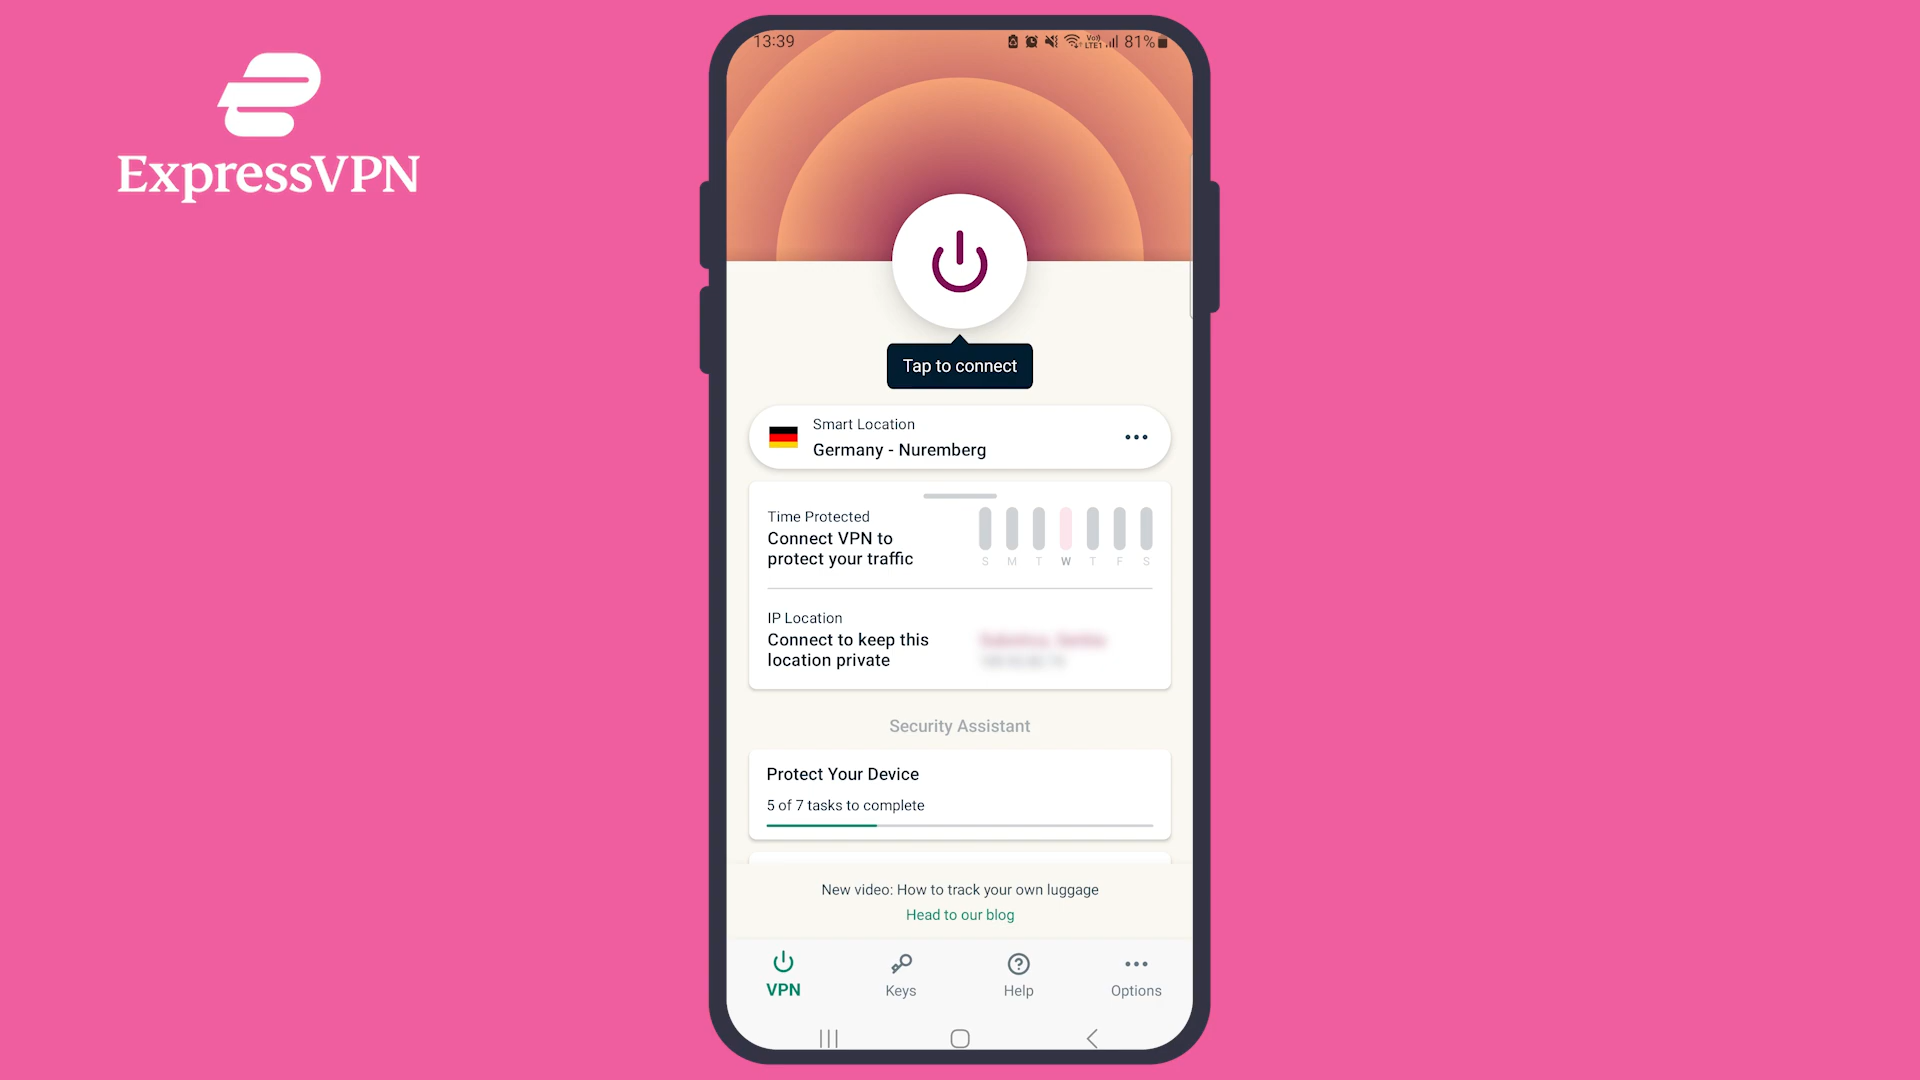 ExpressVPN
13:39
Vo))
LTE1
81%
Tap to connect
Smart Location
Germany - Nuremberg
Time Protected
Connect VPN to
protect your traffic
S M T W T F S
IP Location
Connect to keep this
location private
Security Assistant
Protect Your Device
5 of 7 tasks to complete
New video: How to track your own luggage
Head to our blog
VPN
Keys
Help
Options